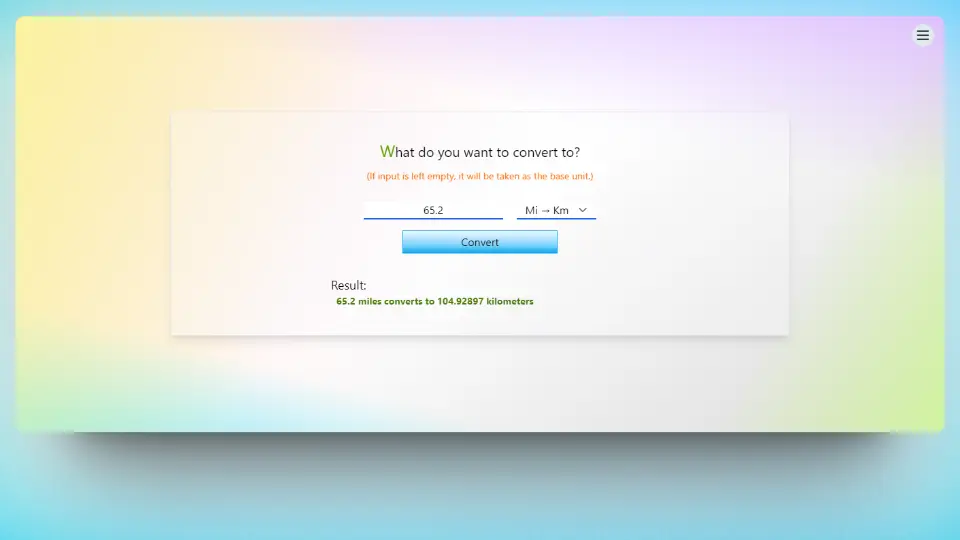 What do you want to convert to?
(If input is left empty, it will be taken as the base unit.)
65.2 Mi → Km
Convert
Result:
65.2 miles converts to 104.92897 kilometers